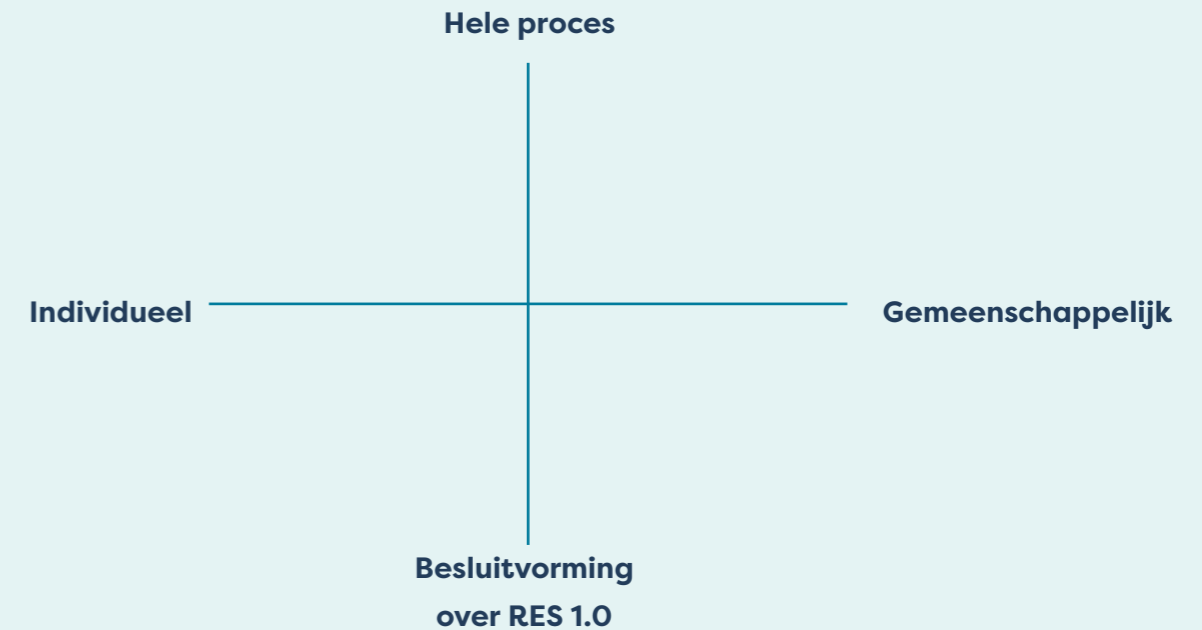 Hele proces
Individueel
Gemeenschappelijk
Besluitvorming
over RES 1.0